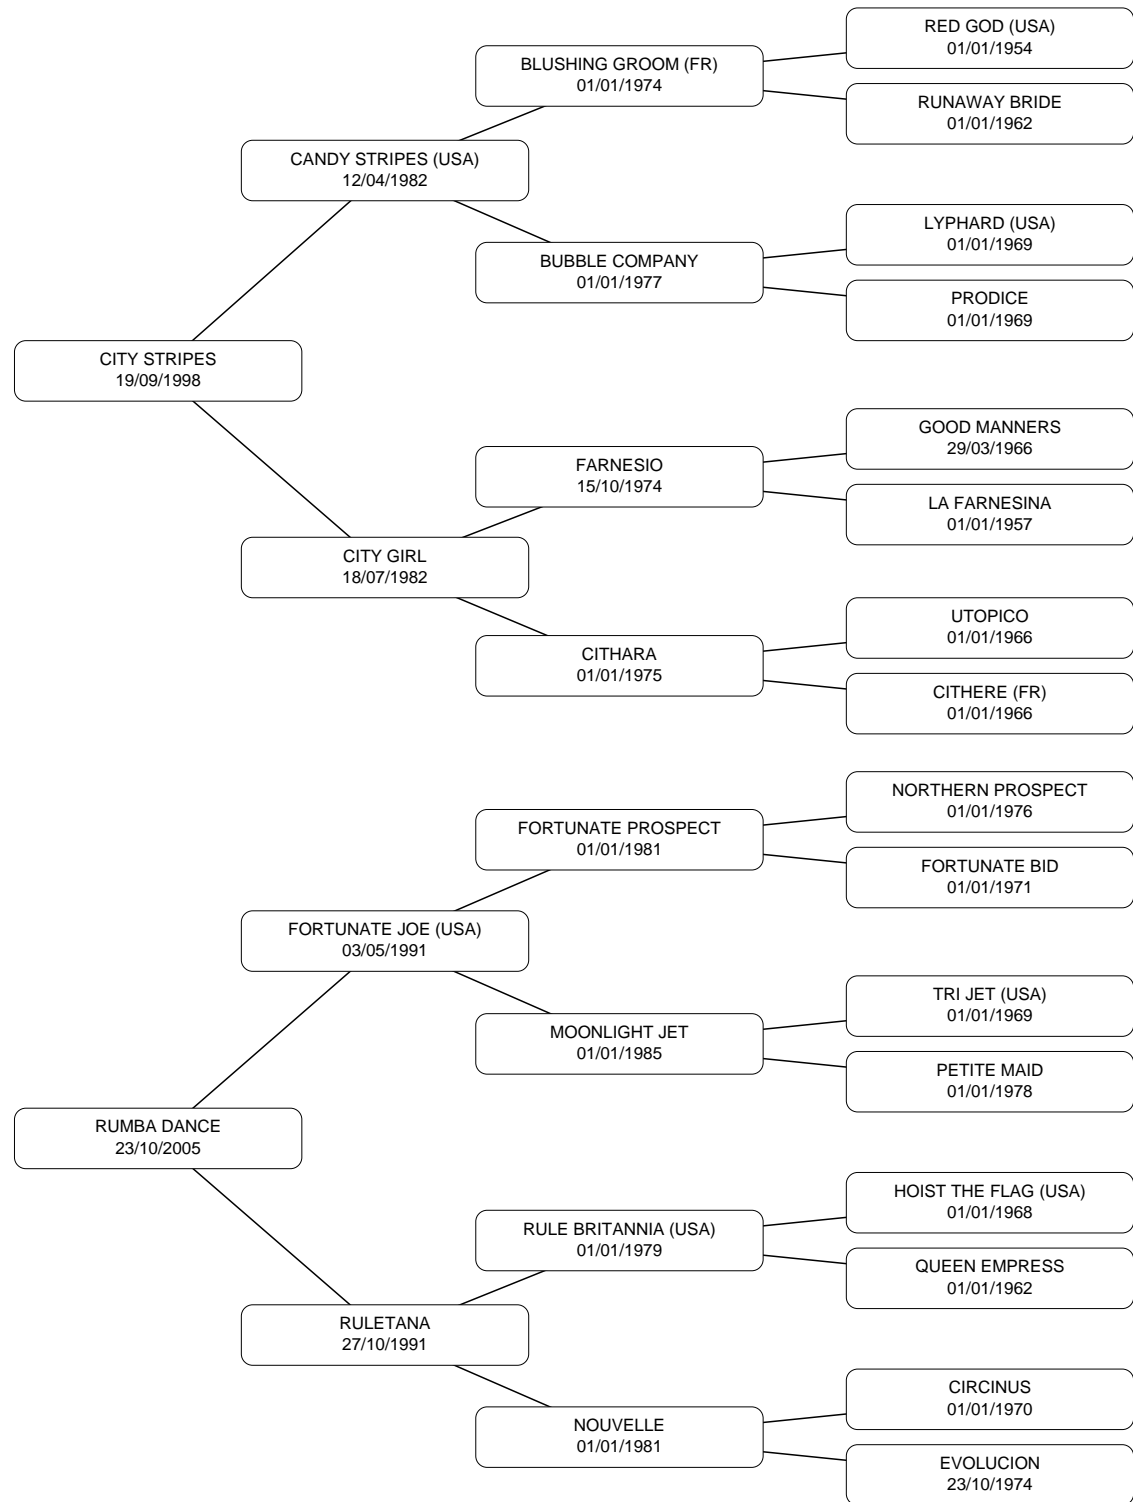 RED GOD (USA)
01/01/1954
BLUSHING GROOM (FR)
01/01/1974
RUNAWAY BRIDE
01/01/1962
CANDY STRIPES (USA)
12/04/1982
LYPHARD (USA)
01/01/1969
BUBBLE COMPANY
01/01/1977
PRODICE
01/01/1969
CITY STRIPES
19/09/1998
GOOD MANNERS
29/03/1966
FARNESIO
15/10/1974
LA FARNESINA
01/01/1957
CITY GIRL
18/07/1982
UTOPICO
01/01/1966
CITHARA
01/01/1975
CITHERE (FR)
01/01/1966
NORTHERN PROSPECT
01/01/1976
FORTUNATE PROSPECT
01/01/1981
FORTUNATE BID
01/01/1971
FORTUNATE JOE (USA)
03/05/1991
TRI JET (USA)
01/01/1969
MOONLIGHT JET
01/01/1985
PETITE MAID
01/01/1978
RUMBA DANCE
23/10/2005
HOIST THE FLAG (USA)
01/01/1968
RULE BRITANNIA (USA)
01/01/1979
QUEEN EMPRESS
01/01/1962
RULETANA
27/10/1991
CIRCINUS
01/01/1970
NOUVELLE
01/01/1981
EVOLUCION
23/10/1974